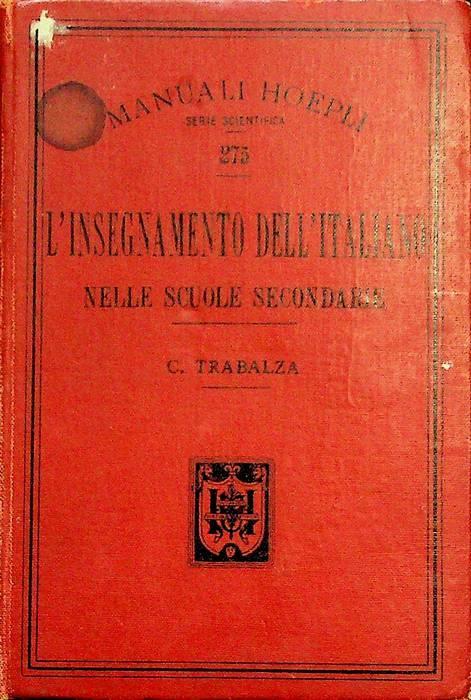 MANUALI HOEPLI
SERIE SCIENTIFICA
275
L'INSEGNAMENTO DELL'ITALIANO
NELLE SCUOLE SECONDARIE
C. TRABALZA